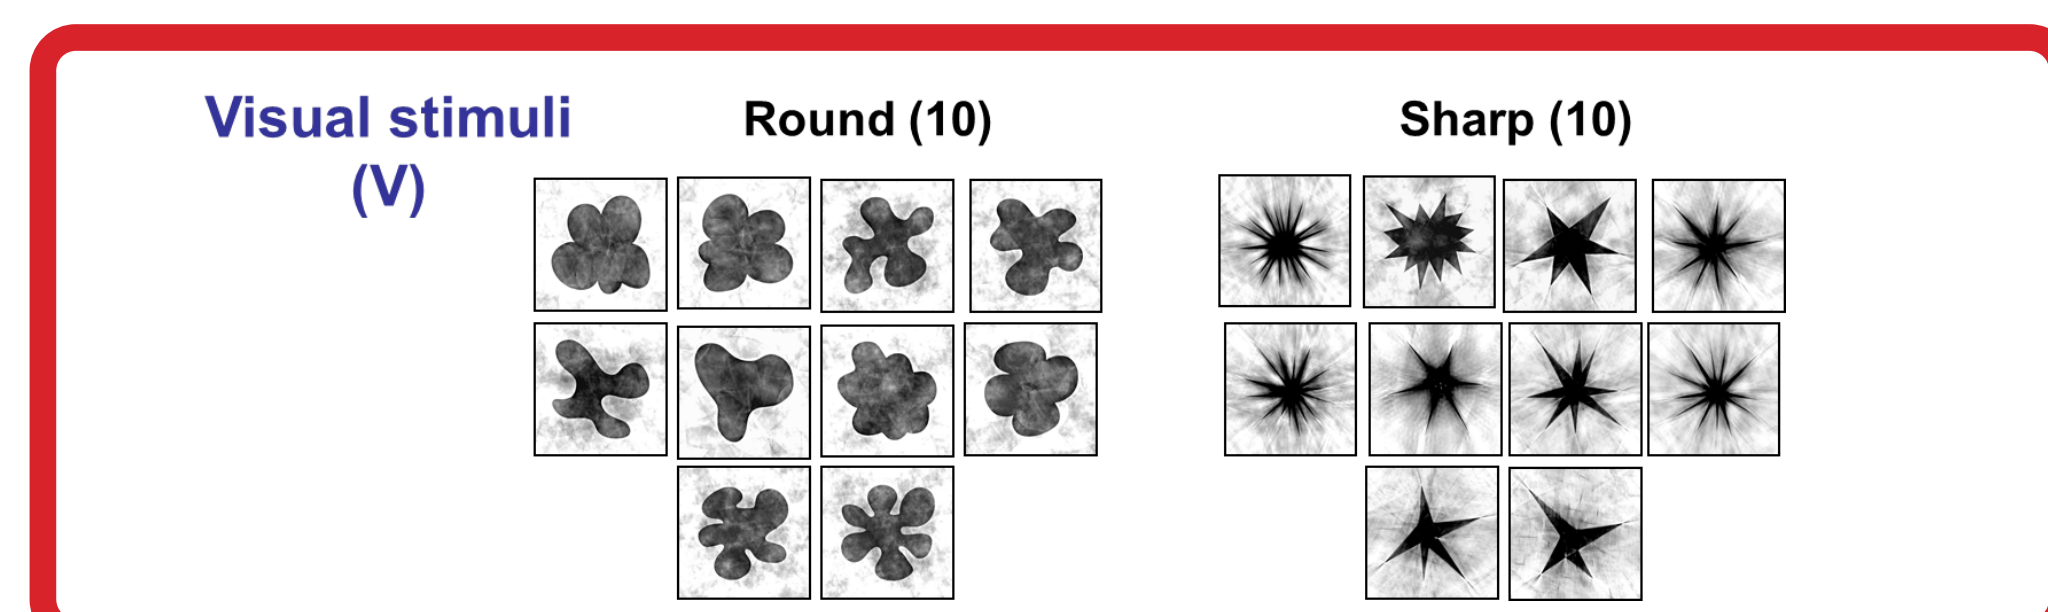 Visual stimuli
(V)
Round (10)
Sharp (10)